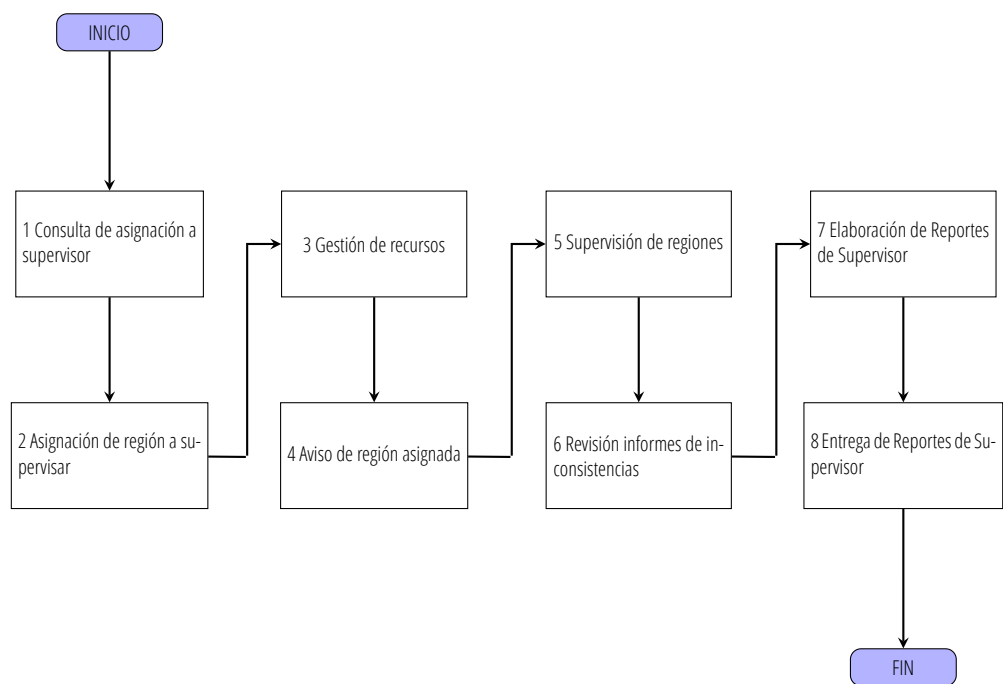 INICIO
1 Consulta de asignación a
supervisor
2 Asignación de región a su-
pervisar
3 Gestión de recursos
4 Aviso de región asignada
5 Supervisión de regiones
6 Revisión informes de in-
consistencias
7 Elaboración de Reportes
de Supervisor
8 Entrega de Reportes de Su-
pervisor
FIN